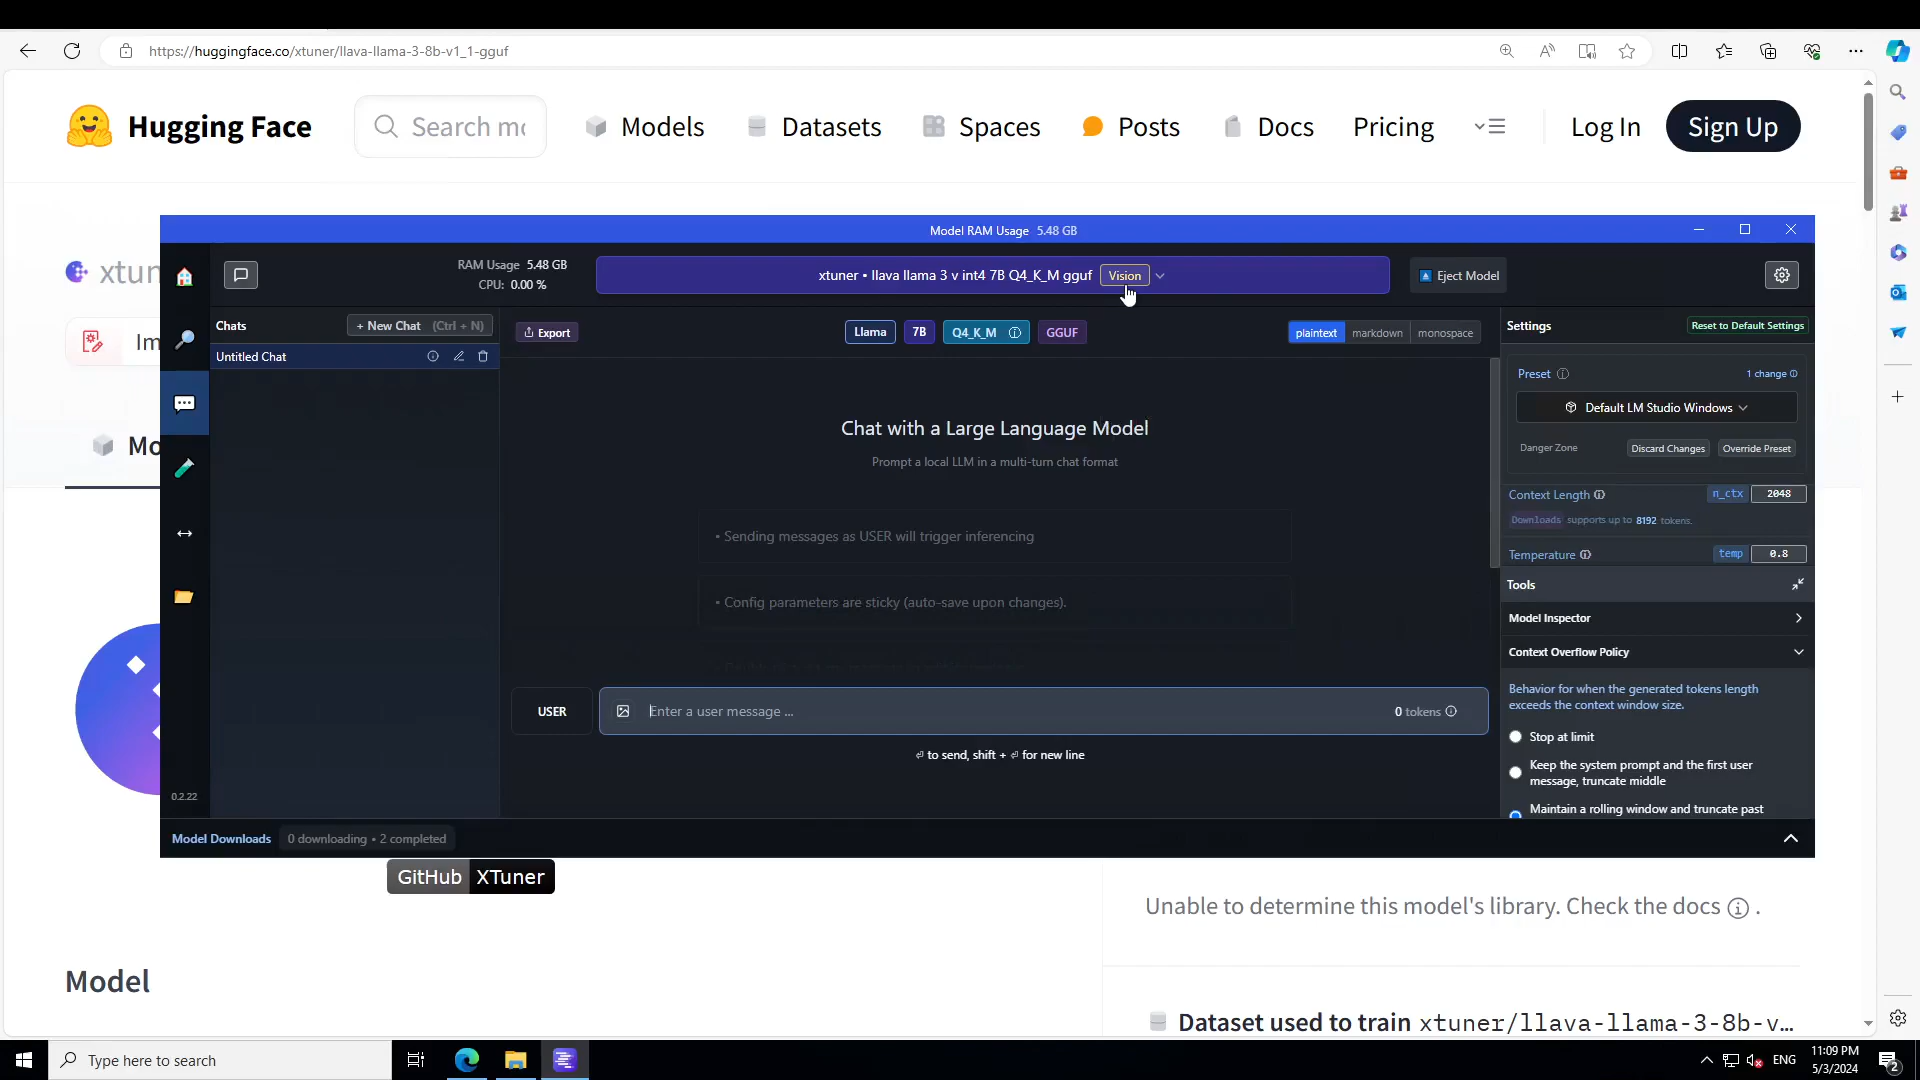 https://huggingface.co/xtuner/llava-llama-3-8b-v1_1-gguf
Hugging Face
Search mo
Models
Datasets
Spaces
Posts
Docs
Pricing
Log In
Sign Up
Model RAM Usage 5.48 GB
xtun
RAM Usage 5.48 GB
CPU: 0.00 %
xtuner • llava llama 3 v int4 7B Q4_K_M gguf Vision
Eject Model
Im
Mo
Chats
+ New Chat (Ctrl + N)
Untitled Chat
Export
Llama 7B Q4_K_M GGUF
plaintext markdown monospace
Chat with a Large Language Model
Prompt a local LLM in a multi-turn chat format
• Sending messages as USER will trigger inferencing
• Config parameters are sticky (auto-save upon changes).
USER
Enter a user message ...
0 tokens
⏎ to send, shift + ⏎ for new line
Settings
Reset to Default Settings
Preset
1 change
Default LM Studio Windows
Danger Zone
Discard Changes
Override Preset
Context Length
n_ctx 2048
Downloads supports up to 8192 tokens.
Temperature
temp 0.8
Tools
Model Inspector
Context Overflow Policy
Behavior for when the generated tokens length
exceeds the context window size.
Stop at limit
Keep the system prompt and the first user
message, truncate middle
Maintain a rolling window and truncate past
0.2.22
Model Downloads
0 downloading • 2 completed
GitHub XTuner
Unable to determine this model's library. Check the docs .
Model
Dataset used to train xtuner/llava-llama-3-8b-v...
Type here to search
ENG
11:09 PM
5/3/2024
2